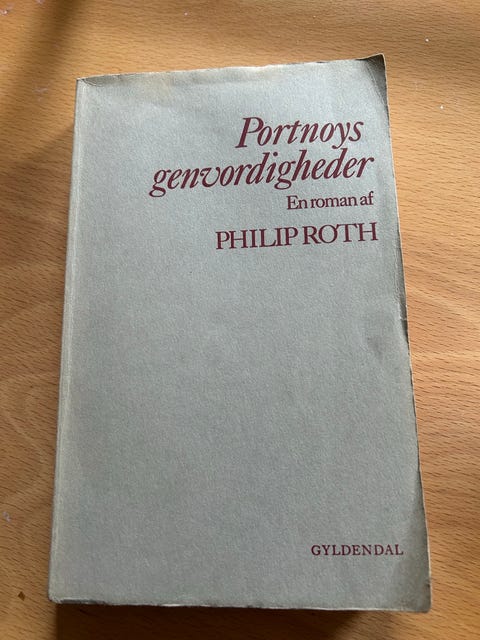 Portnoys
genvordigheder
En roman af
PHILIP ROTH
GYLDENDAL